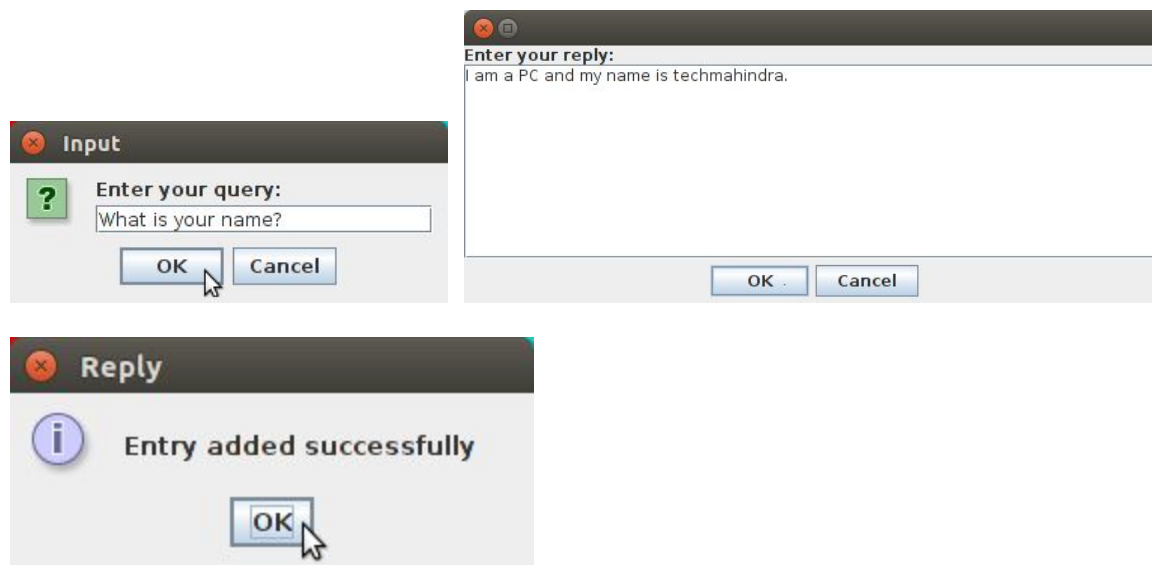 Input
Enter your query:
What is your name?
OK
Cancel
Enter your reply:
I am a PC and my name is techmahindra.
OK
Cancel
Reply
Entry added successfully
OK